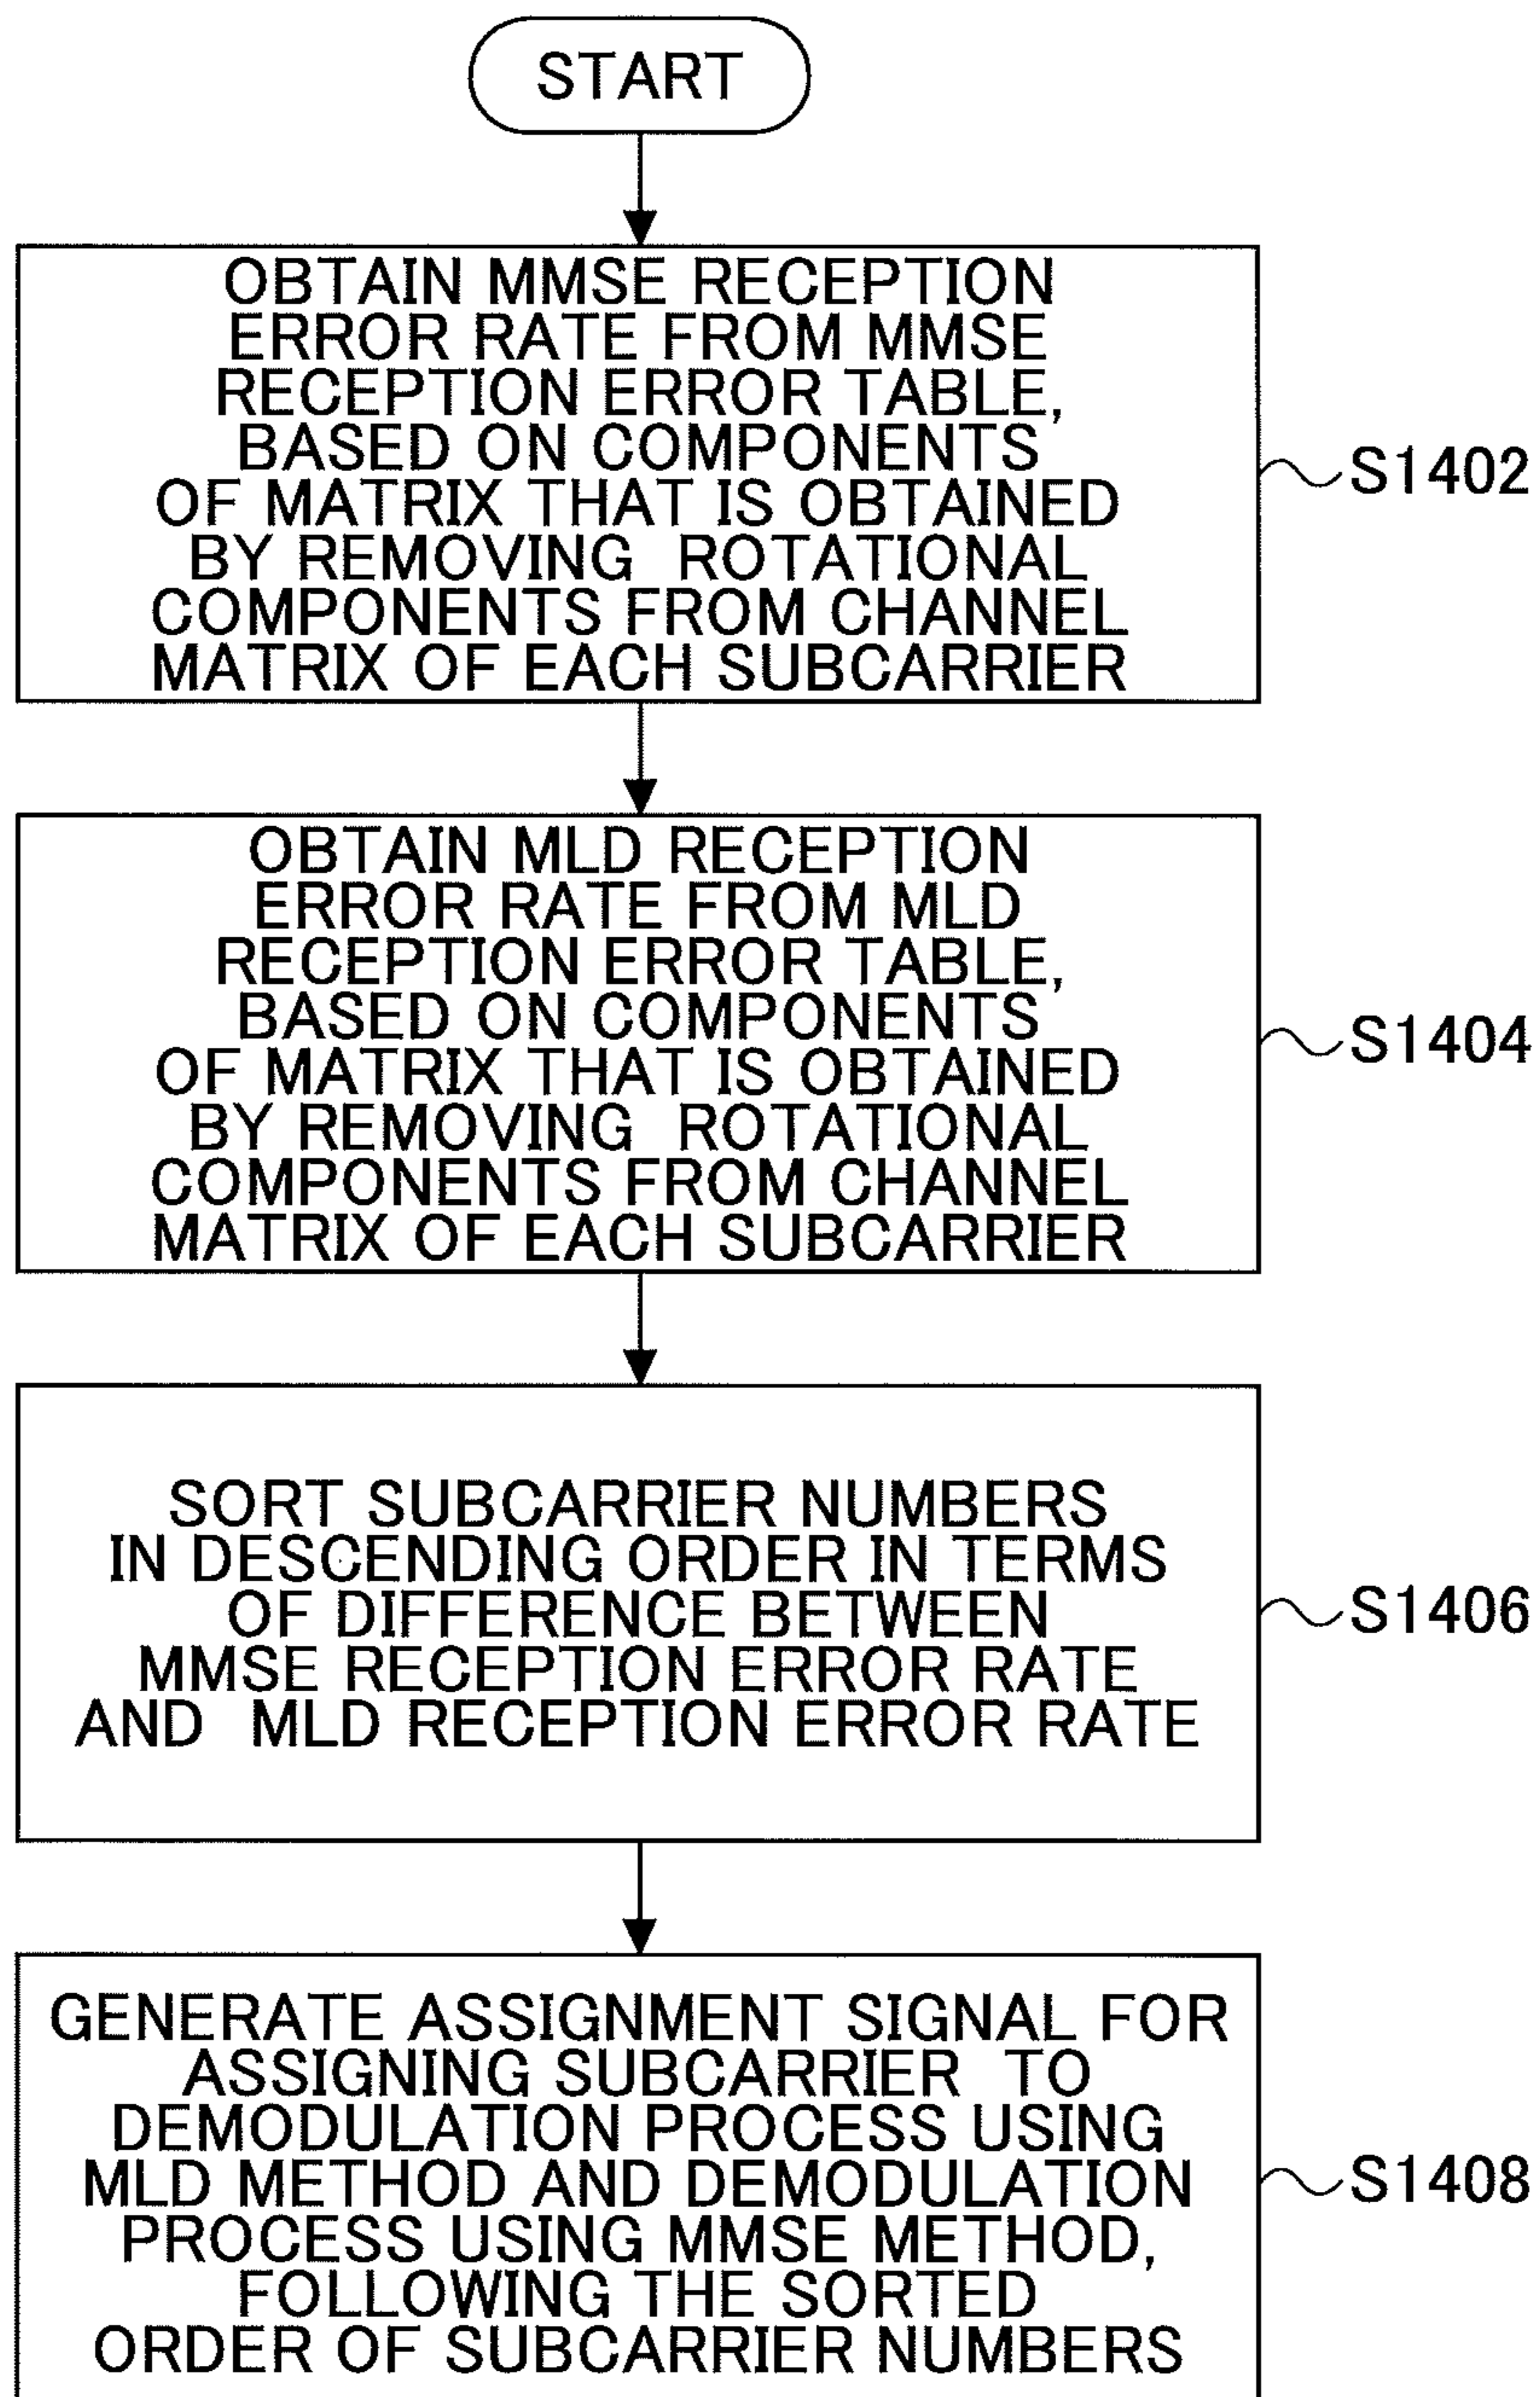 START
OBTAIN MMSE RECEPTION
ERROR RATE FROM MMSE
RECEPTION ERROR TABLE,
BASED ON COMPONENTS
OF MATRIX THAT IS OBTAINED
BY REMOVING ROTATIONAL
COMPONENTS FROM CHANNEL
MATRIX OF EACH SUBCARRIER
S1402
OBTAIN MLD RECEPTION
ERROR RATE FROM MLD
RECEPTION ERROR TABLE,
BASED ON COMPONENTS
OF MATRIX THAT IS OBTAINED
BY REMOVING ROTATIONAL
COMPONENTS FROM CHANNEL
MATRIX OF EACH SUBCARRIER
S1404
SORT SUBCARRIER NUMBERS
IN DESCENDING ORDER IN TERMS
OF DIFFERENCE BETWEEN
MMSE RECEPTION ERROR RATE
AND MLD RECEPTION ERROR RATE
S1406
GENERATE ASSIGNMENT SIGNAL FOR
ASSIGNING SUBCARRIER TO
DEMODULATION PROCESS USING
MLD METHOD AND DEMODULATION
PROCESS USING MMSE METHOD,
FOLLOWING THE SORTED
ORDER OF SUBCARRIER NUMBERS
S1408